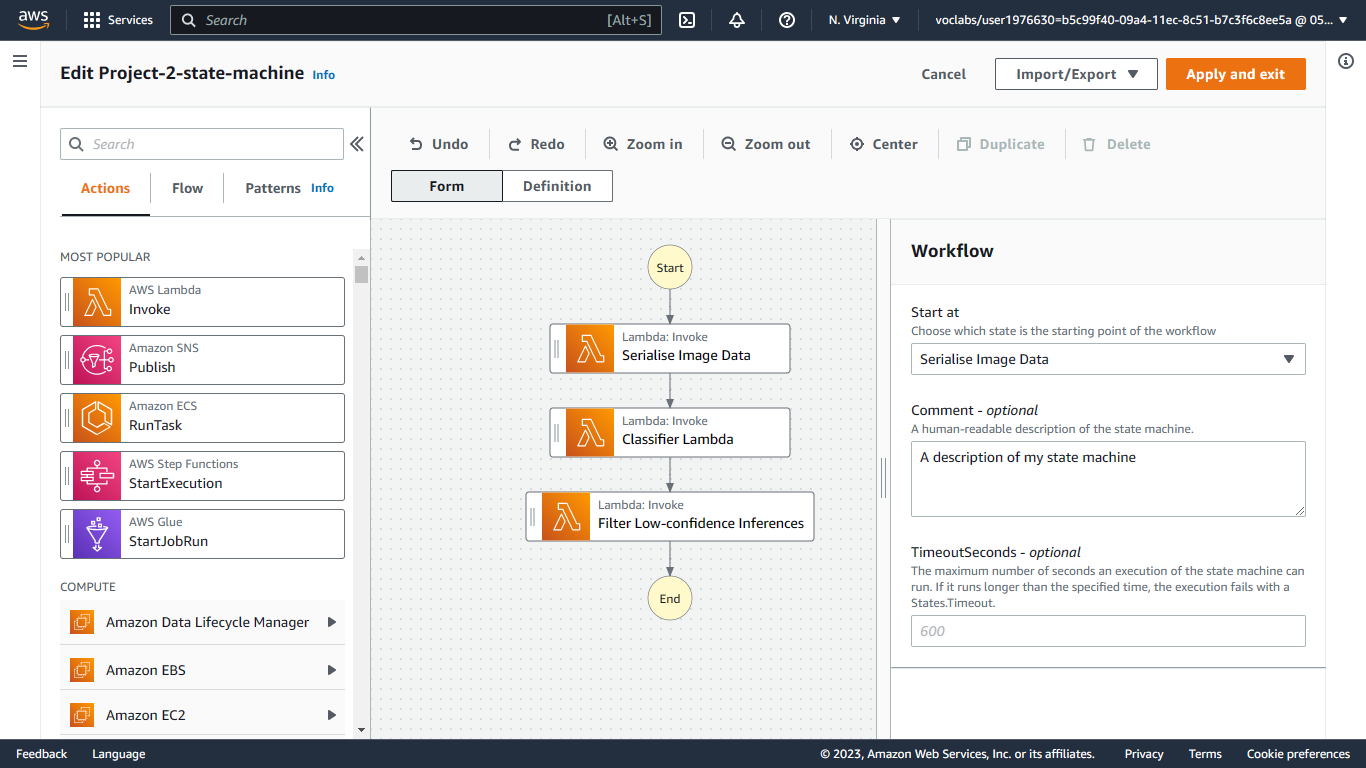 aws
Services
Search
[Alt+S]
N. Virginia
voclabs/user1976630=b5c99f40-09a4-11ec-8c51-b7c3f6c8ee5a @ 05...
Edit Project-2-state-machine Info
Cancel
Import/Export
Apply and exit
Search
Actions
Flow
Patterns Info
MOST POPULAR
AWS Lambda
Invoke
Amazon SNS
Publish
Amazon ECS
RunTask
AWS Step Functions
StartExecution
AWS Glue
StartJobRun
COMPUTE
Amazon Data Lifecycle Manager
Amazon EBS
Amazon EC2
Undo
Redo
Zoom in
Zoom out
Center
Duplicate
Delete
Form
Definition
Start
Lambda: Invoke
Serialise Image Data
Lambda: Invoke
Classifier Lambda
Lambda: Invoke
Filter Low-confidence Inferences
End
Workflow
Start at
Choose which state is the starting point of the workflow
Serialise Image Data
Comment - optional
A human-readable description of the state machine.
A description of my state machine
TimeoutSeconds - optional
The maximum number of seconds an execution of the state machine can
run. If it runs longer than the specified time, the execution fails with a
States.Timeout.
600
Feedback
Language
© 2023, Amazon Web Services, Inc. or its affiliates.
Privacy
Terms
Cookie preferences